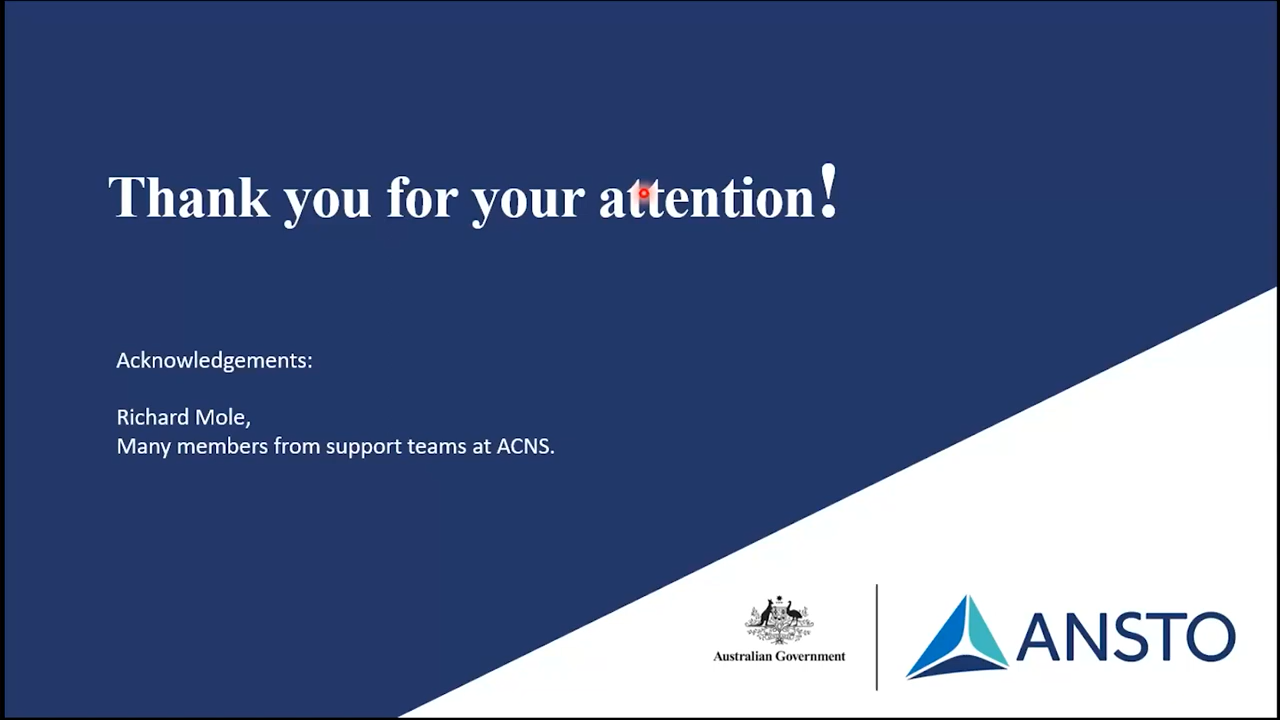 Thank you for your attention!
Acknowledgements:
Richard Mole,
Many members from support teams at ACNS.
Australian Government
ANSTO